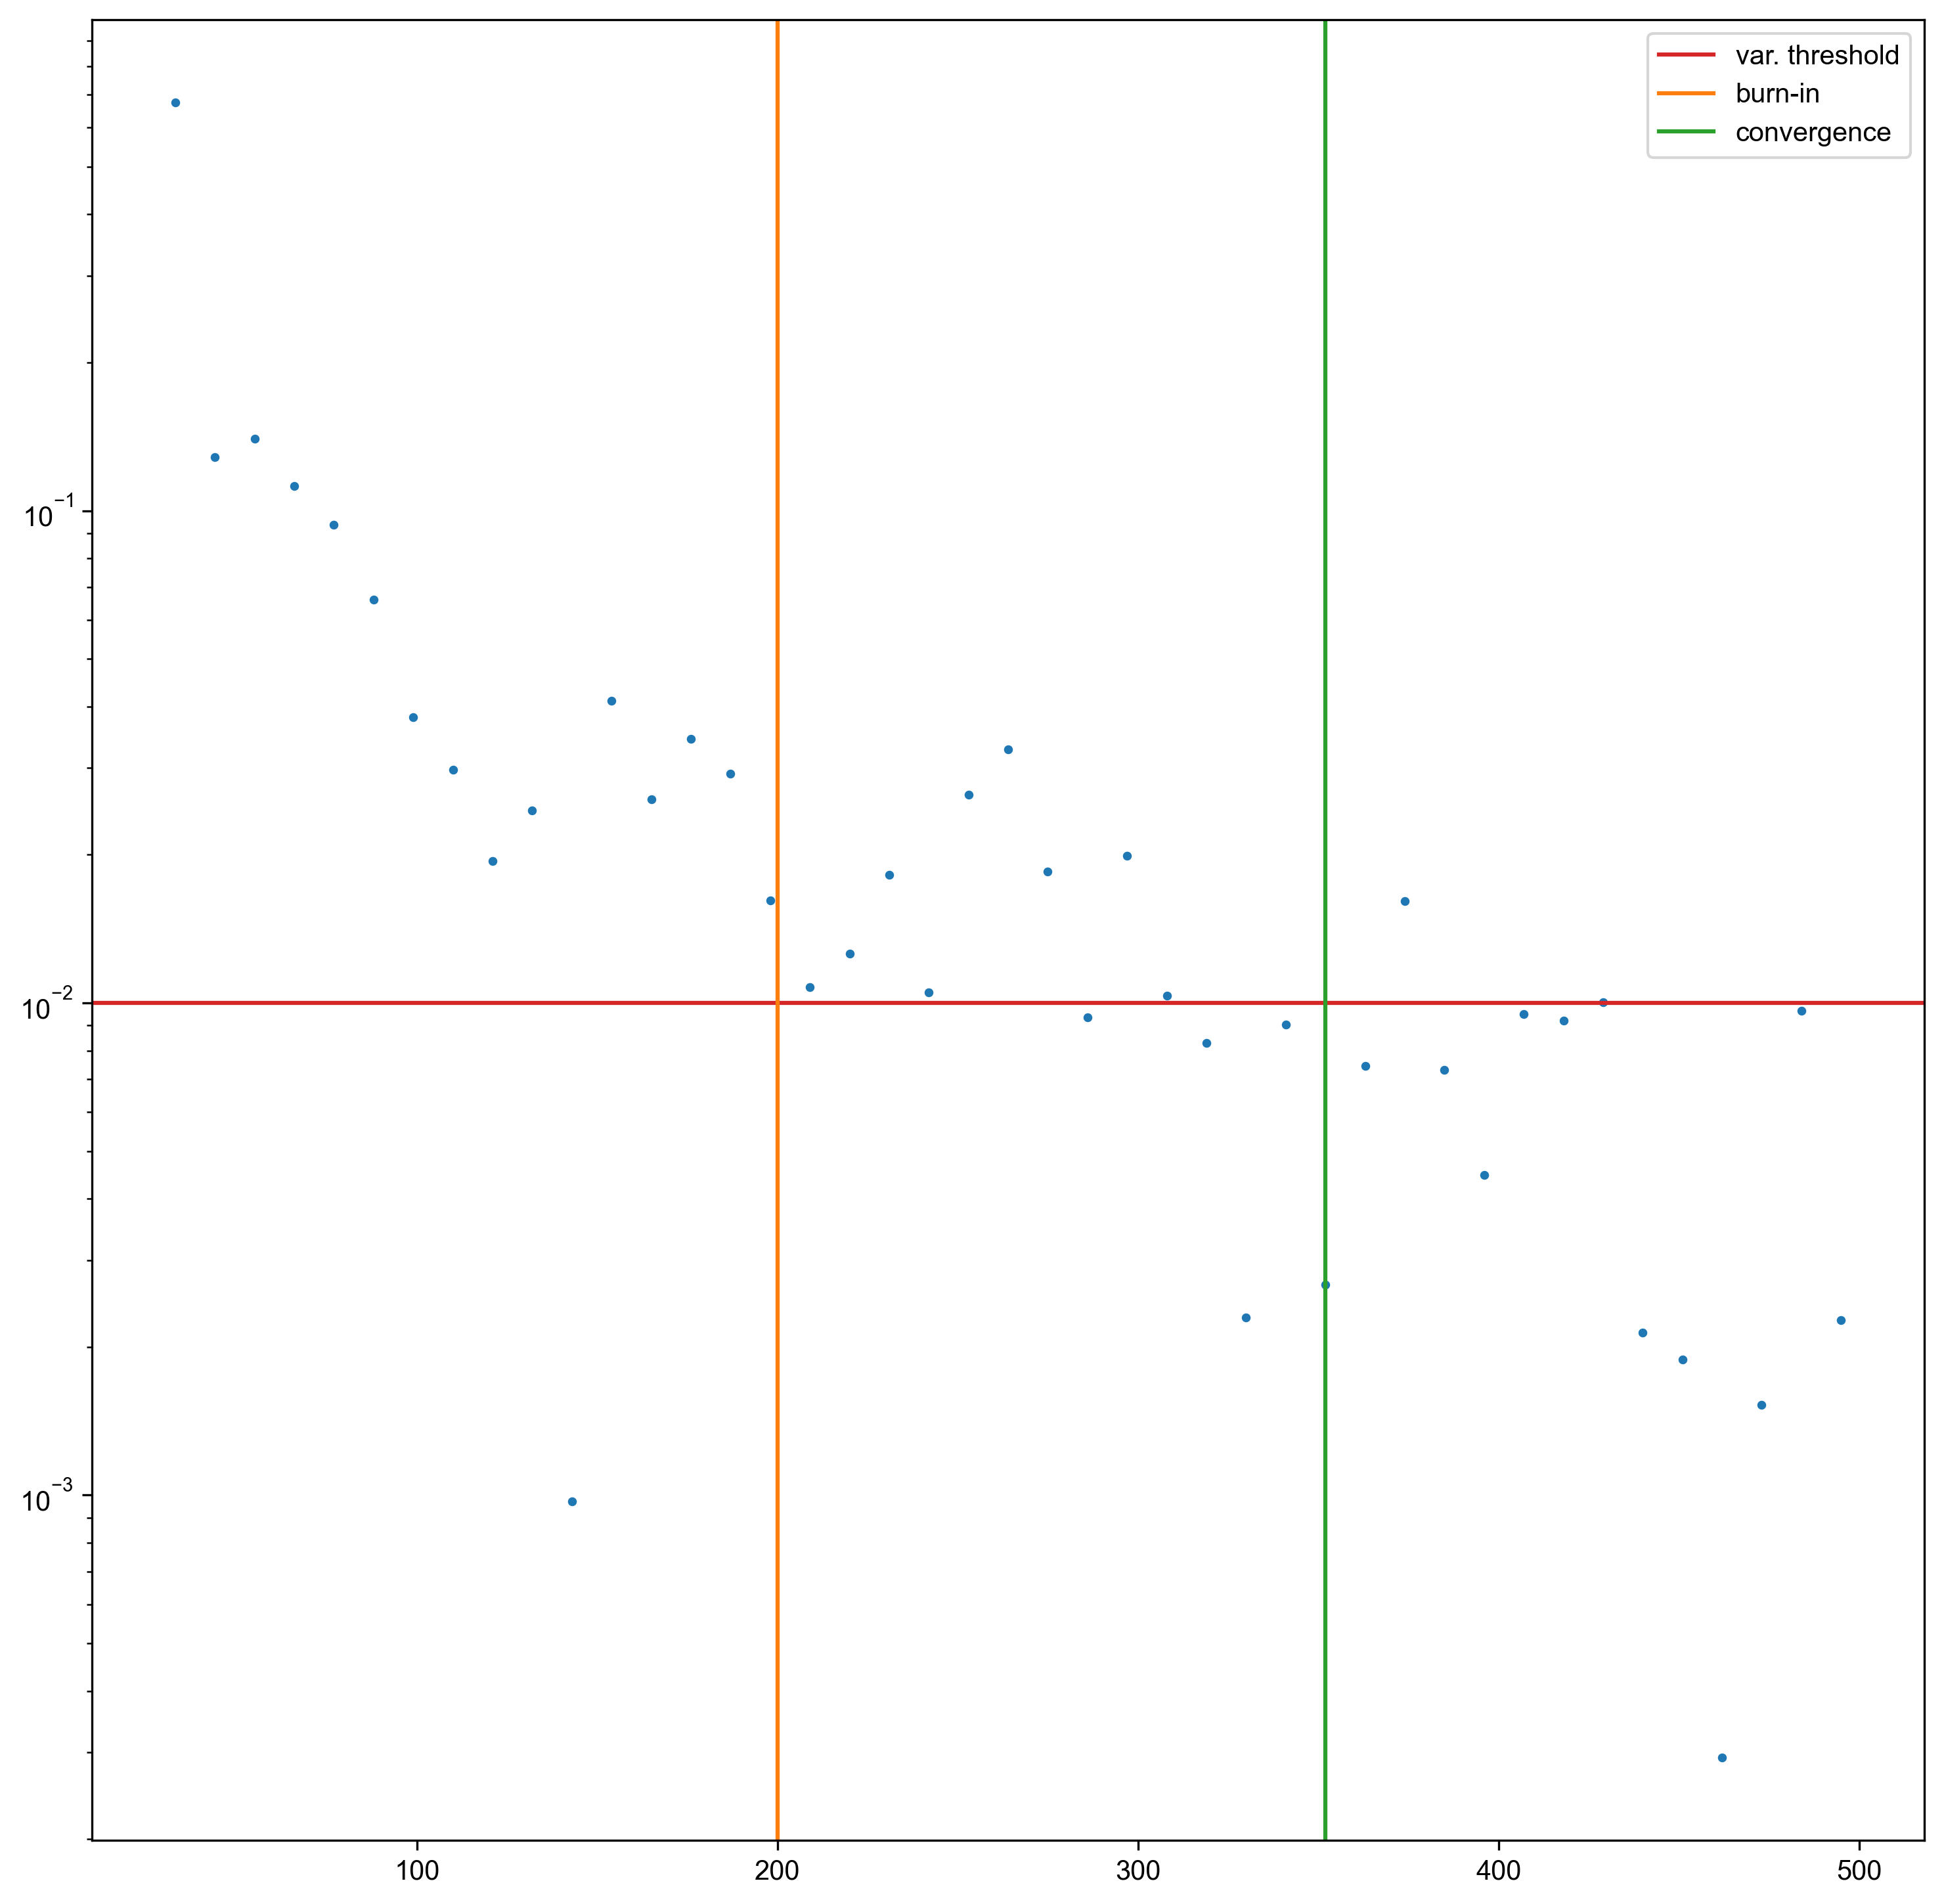 var. threshold
burn-in
convergence
10⁻¹
10⁻²
10⁻³
100 200 300 400 500